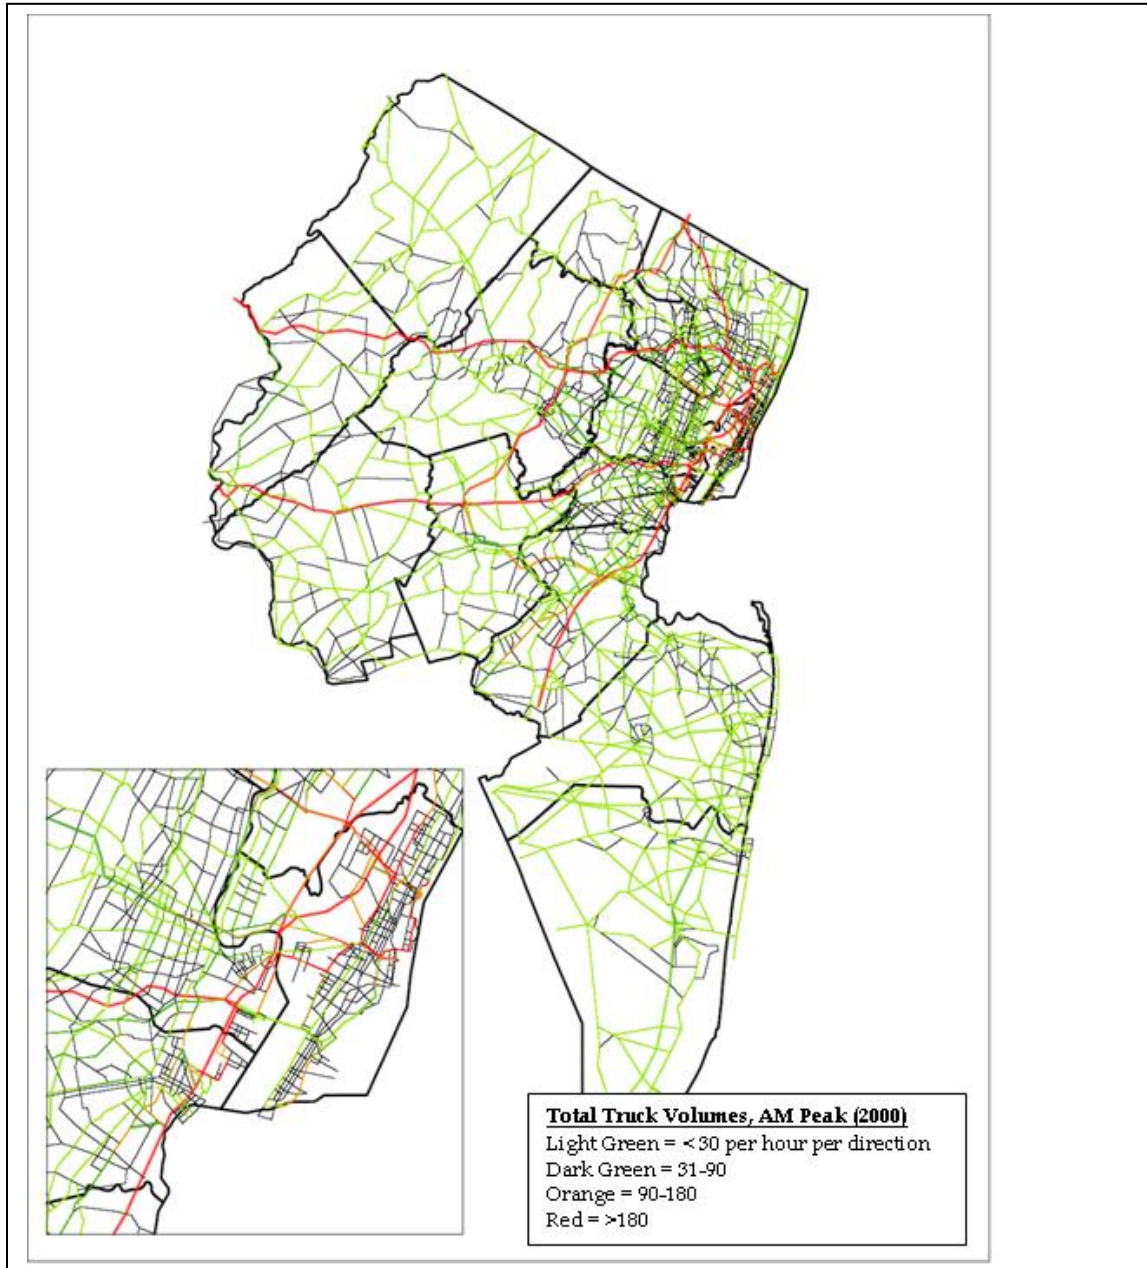 Total Truck Volumes, AM Peak (2000)
Light Green = <30 per hour per direction
Dark Green = 31-90
Orange = 90-180
Red = >180